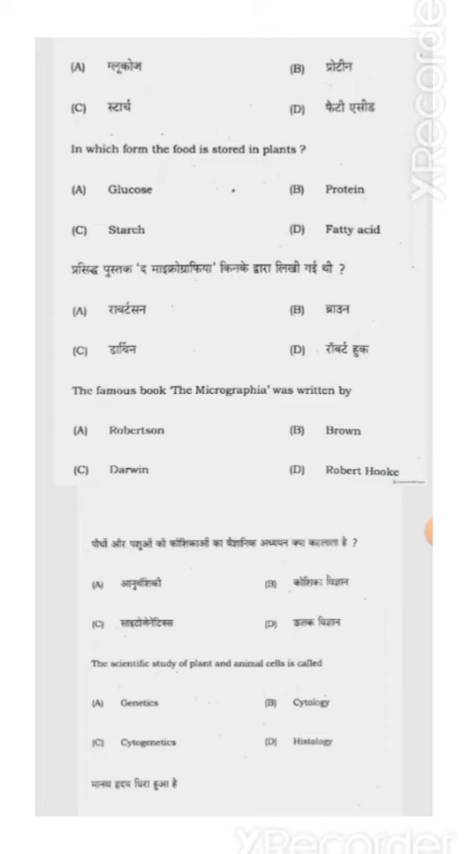 XRecorde
(A) ग्लूकोज (B) प्रोटीन
(C) स्टार्च (D) फैटी एसीड
In which form the food is stored in plants ?
(A) Glucose (B) Protein
(C) Starch (D) Fatty acid
प्रसिद्ध पुस्तक 'द माइक्रोग्राफिया' किनके द्वारा लिखी गई थी ?
(A) राबर्टसन (B) ब्राउन
(C) डार्विन (D) रॉबर्ट हुक
The famous book 'The Micrographia' was written by
(A) Robertson (B) Brown
(C) Darwin (D) Robert Hooke
पौधों और पशुओं की कोशिकाओं का वैज्ञानिक अध्ययन क्या कहलाता है ?
(A) आनुवंशिकी (B) कोशिका विज्ञान
(C) साइटोजेनेटिक्स (D) ऊतक विज्ञान
The scientific study of plant and animal cells is called
(A) Genetics (B) Cytology
(C) Cytogenetics (D) Histology
मानव हृदय घिरा हुआ है
XRecorder